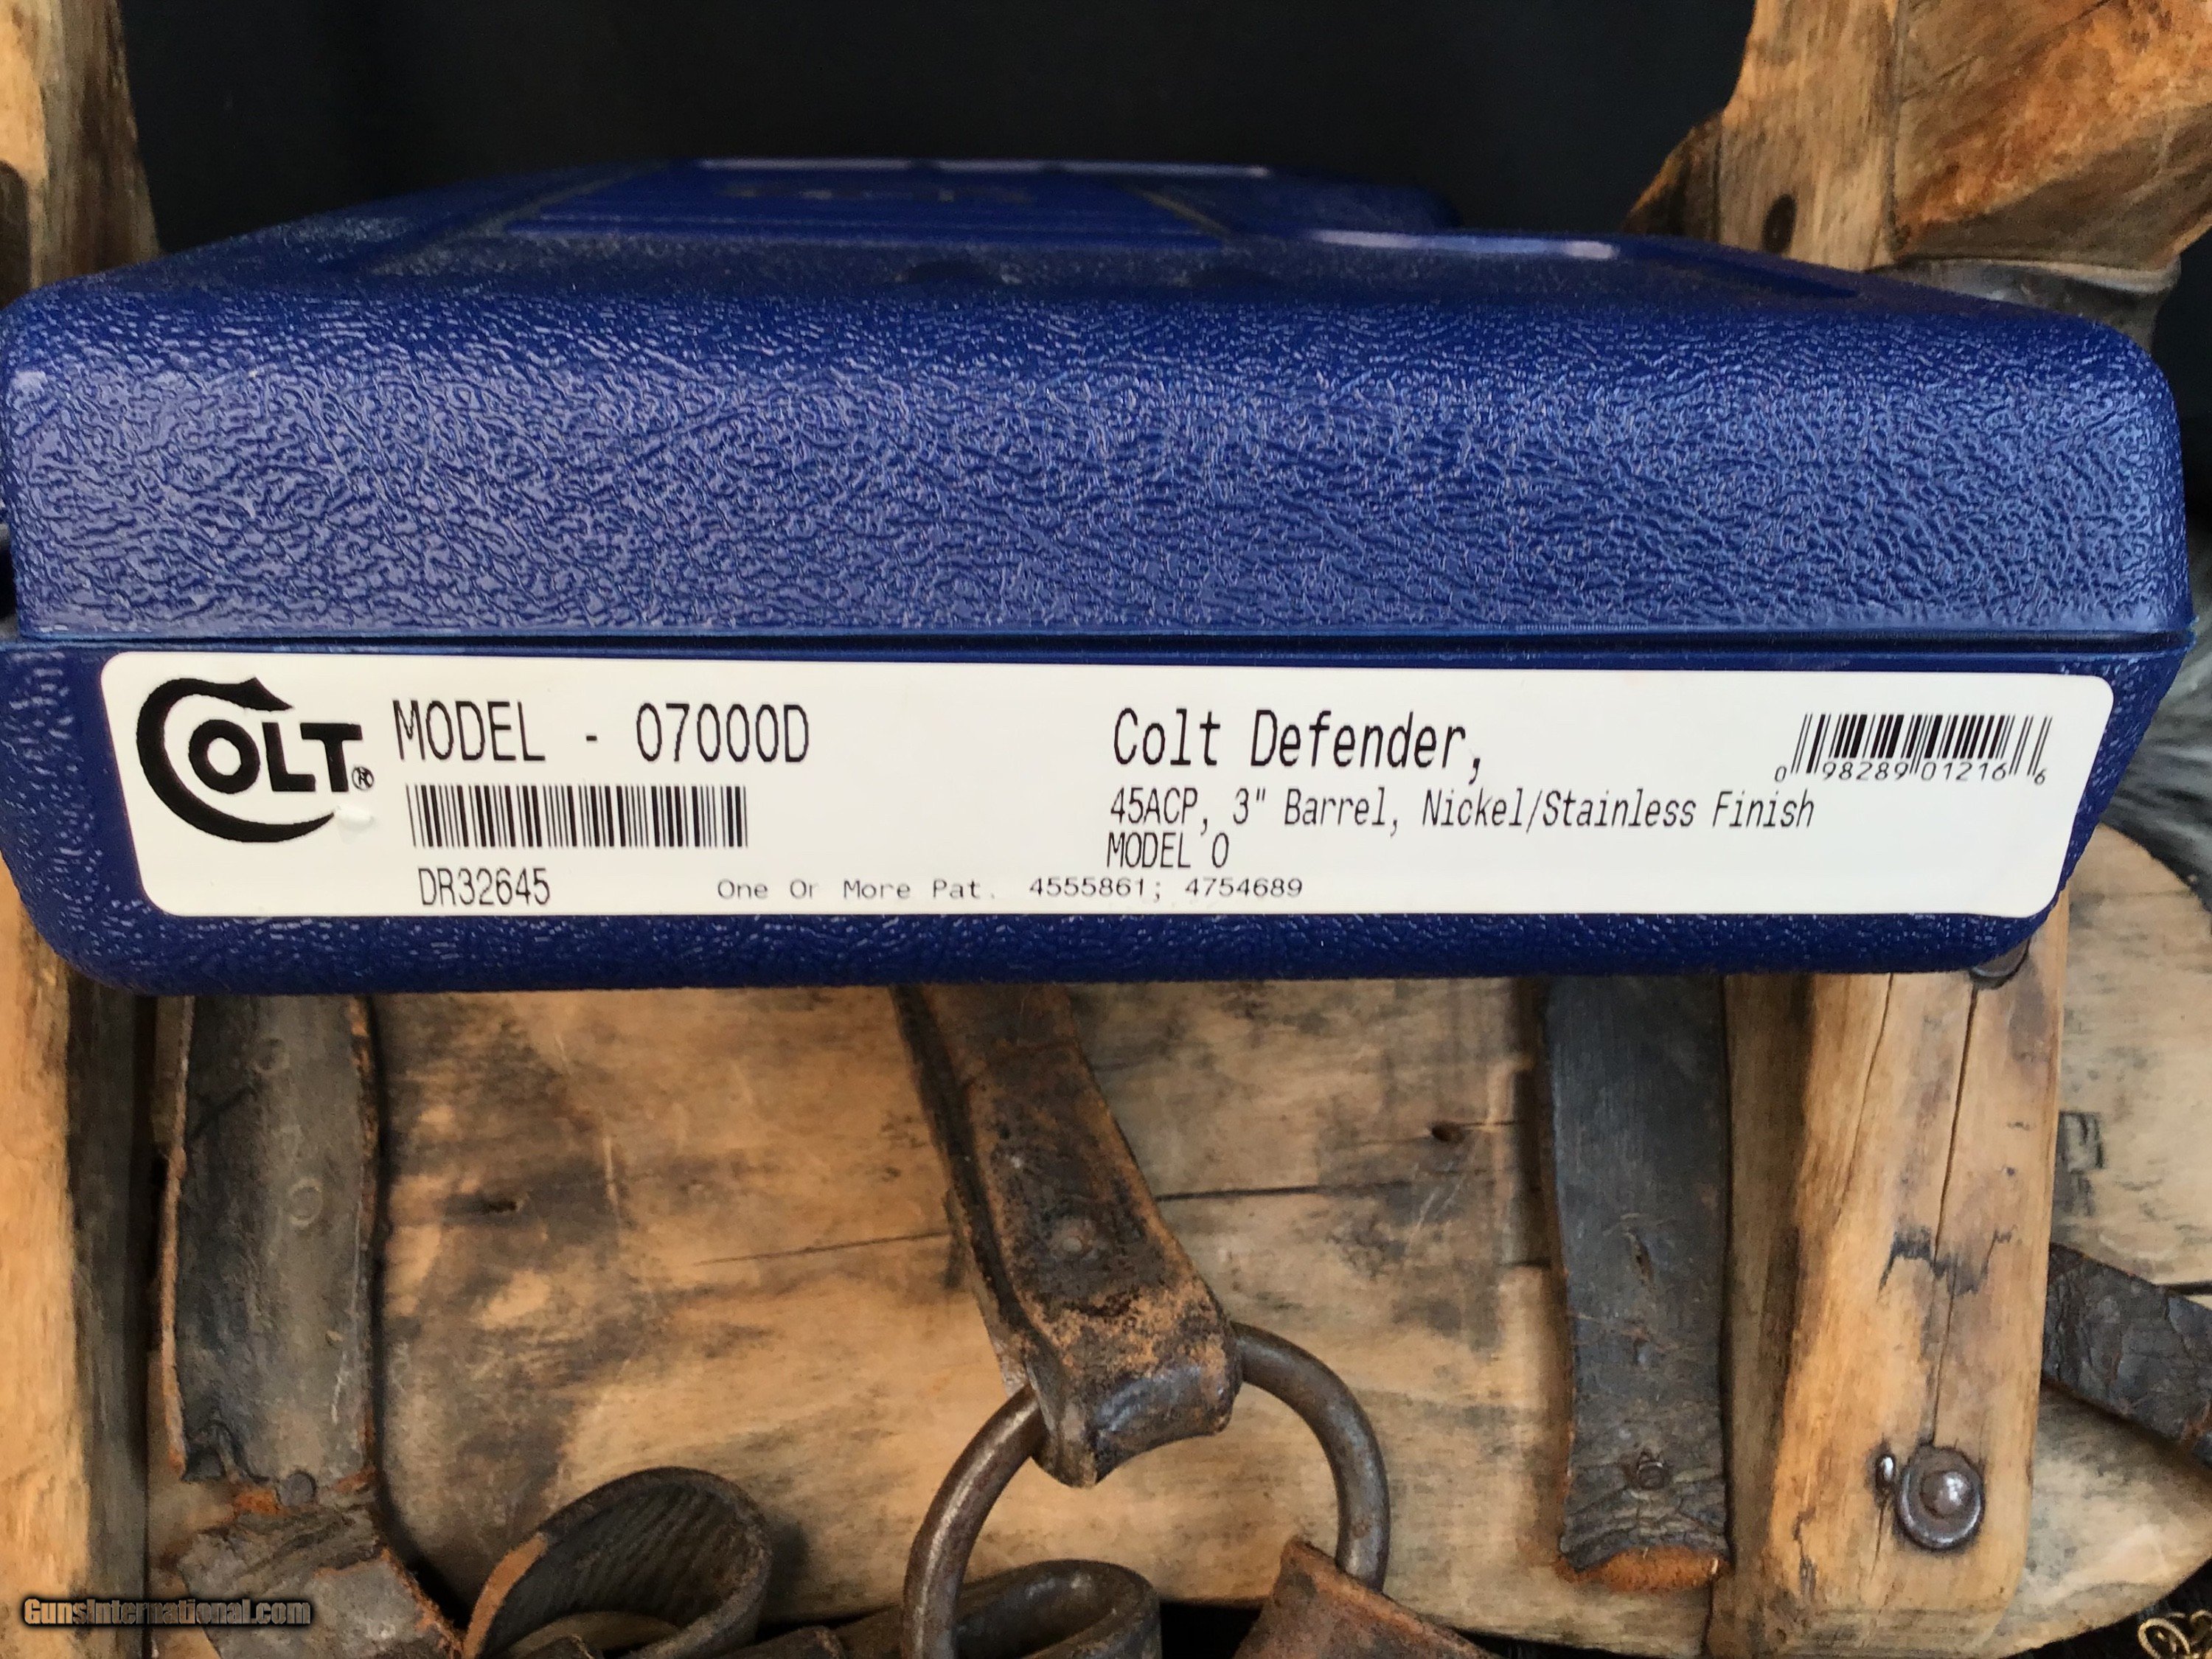 COLT® MODEL - 07000D
DR32645
Colt Defender,
45ACP, 3" Barrel, Nickel/Stainless Finish
MODEL O
One Or More Pat. 4555861; 4754689
0 98289 01216 6
GunsInternational.com